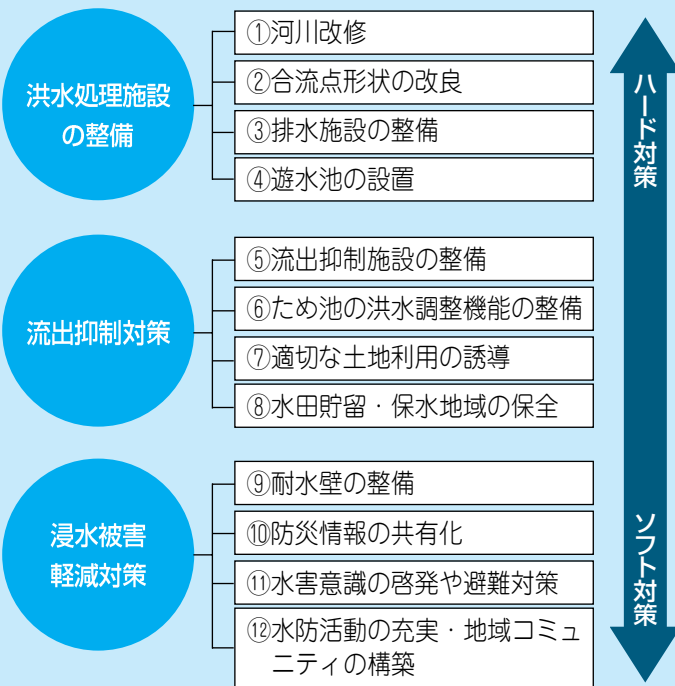 洪水処理施設
の整備
①河川改修
②合流点形状の改良
③排水施設の整備
④遊水池の設置
流出抑制対策
⑤流出抑制施設の整備
⑥ため池の洪水調整機能の整備
⑦適切な土地利用の誘導
⑧水田貯留・保水地域の保全
浸水被害
軽減対策
⑨耐水壁の整備
⑩防災情報の共有化
⑪水害意識の啓発や避難対策
⑫水防活動の充実・地域コミュ
ニティの構築
ハード対策
ソフト対策